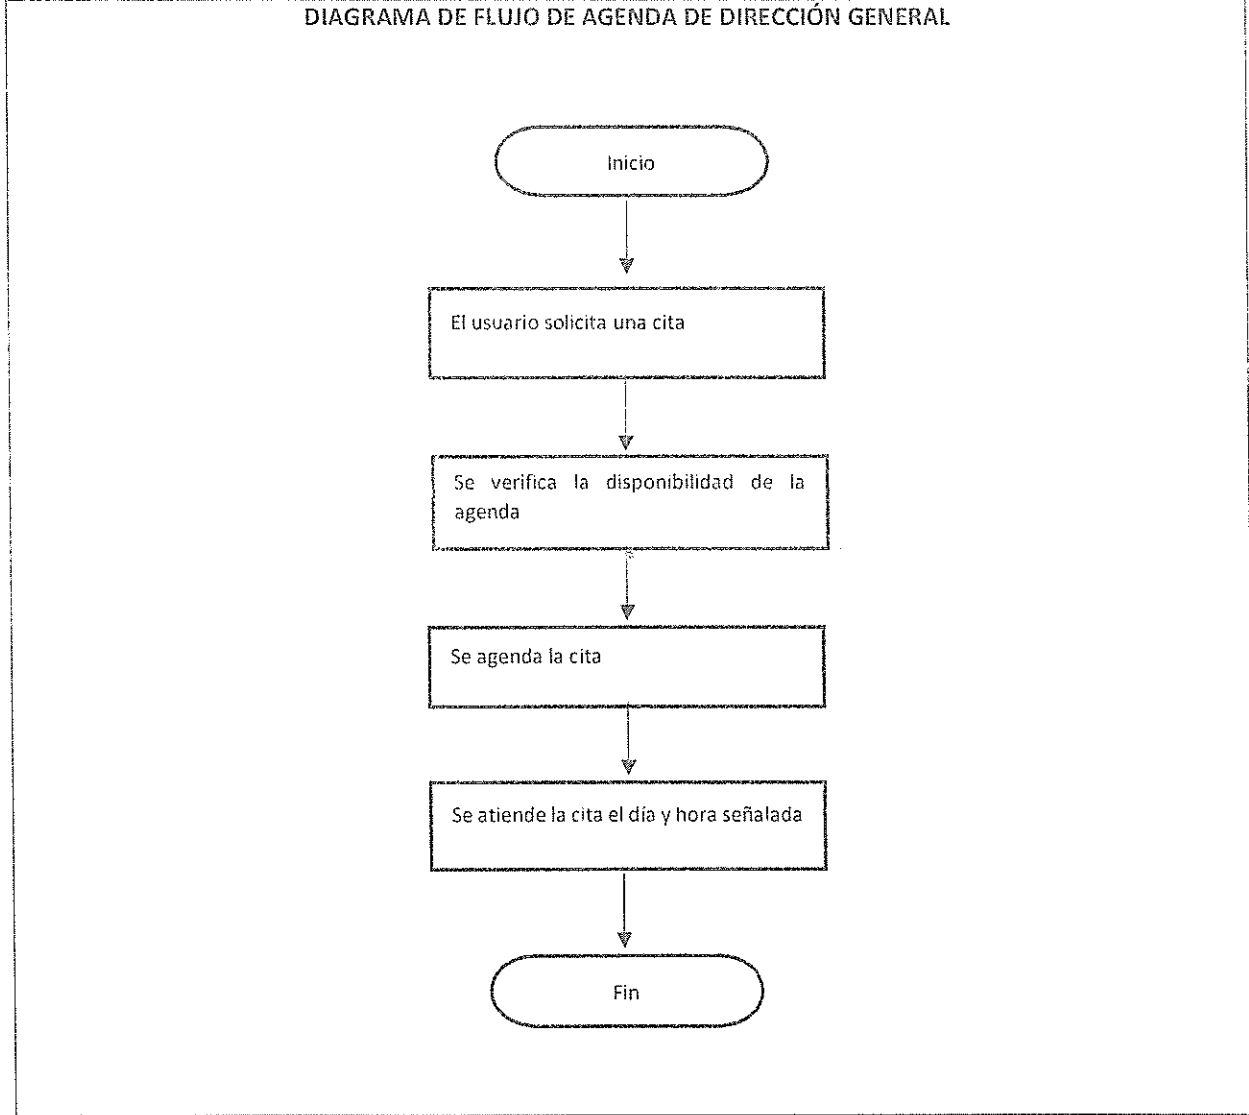 DIAGRAMA DE FLUJO DE AGENDA DE DIRECCIÓN GENERAL
Inicio
El usuario solicita una cita
Se verifica la disponibilidad de la
agenda
Se agenda la cita
Se atiende la cita el día y hora señalada
Fin